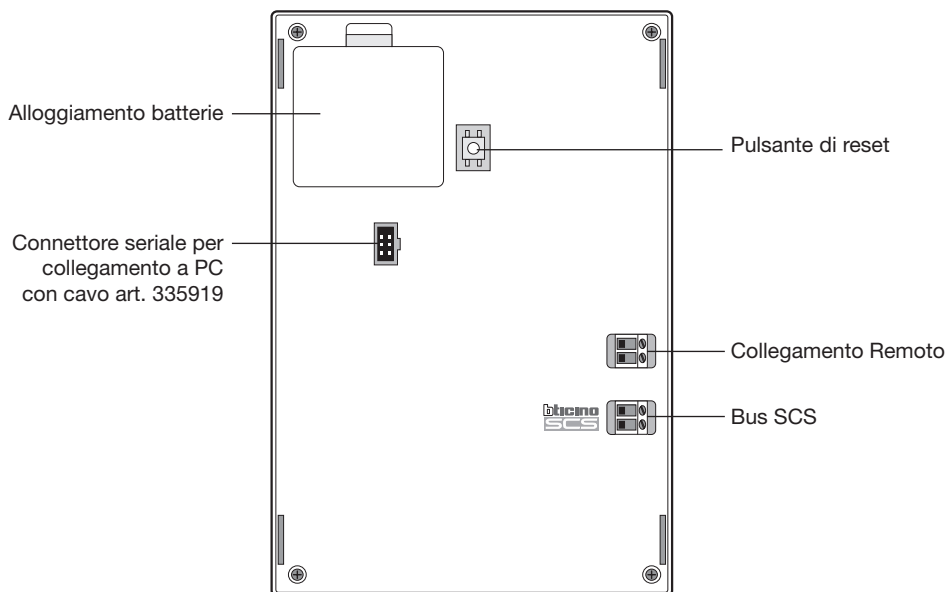 Alloggiamento batterie
Pulsante di reset
Connettore seriale per
collegamento a PC
con cavo art. 335919
Collegamento Remoto
bticino
SCS
Bus SCS